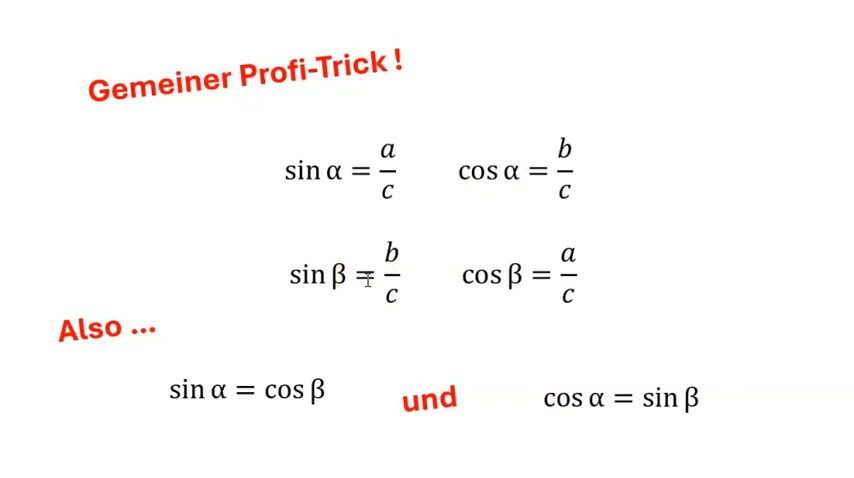 Gemeiner Profi-Trick !
sin α = a/c cos α = b/c
sin β = b/c cos β = a/c
Also ...
sin α = cos β und cos α = sin β